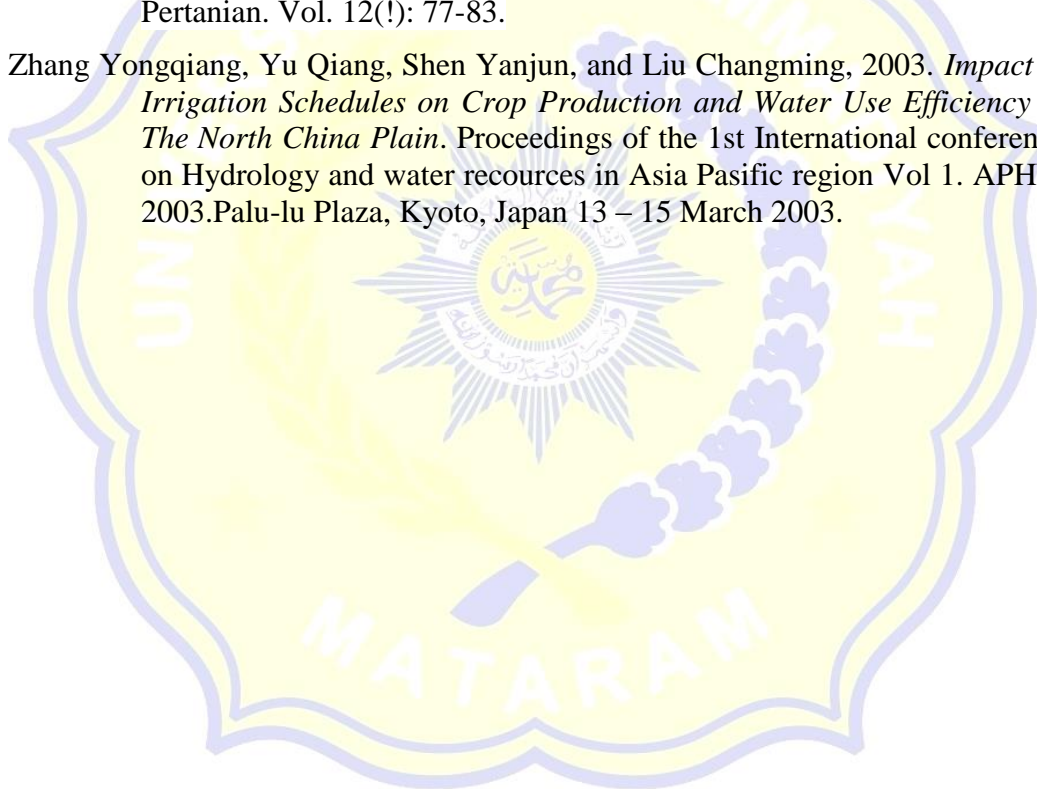 Pertanian. Vol. 12(!): 77-83.
Zhang Yongqiang, Yu Qiang, Shen Yanjun, and Liu Changming, 2003. Impact
Irrigation Schedules on Crop Production and Water Use Efficiency
The North China Plain. Proceedings of the 1st International conferen
on Hydrology and water recources in Asia Pasific region Vol 1. APH
2003.Palu-lu Plaza, Kyoto, Japan 13 – 15 March 2003.
محمدية
MATARAM